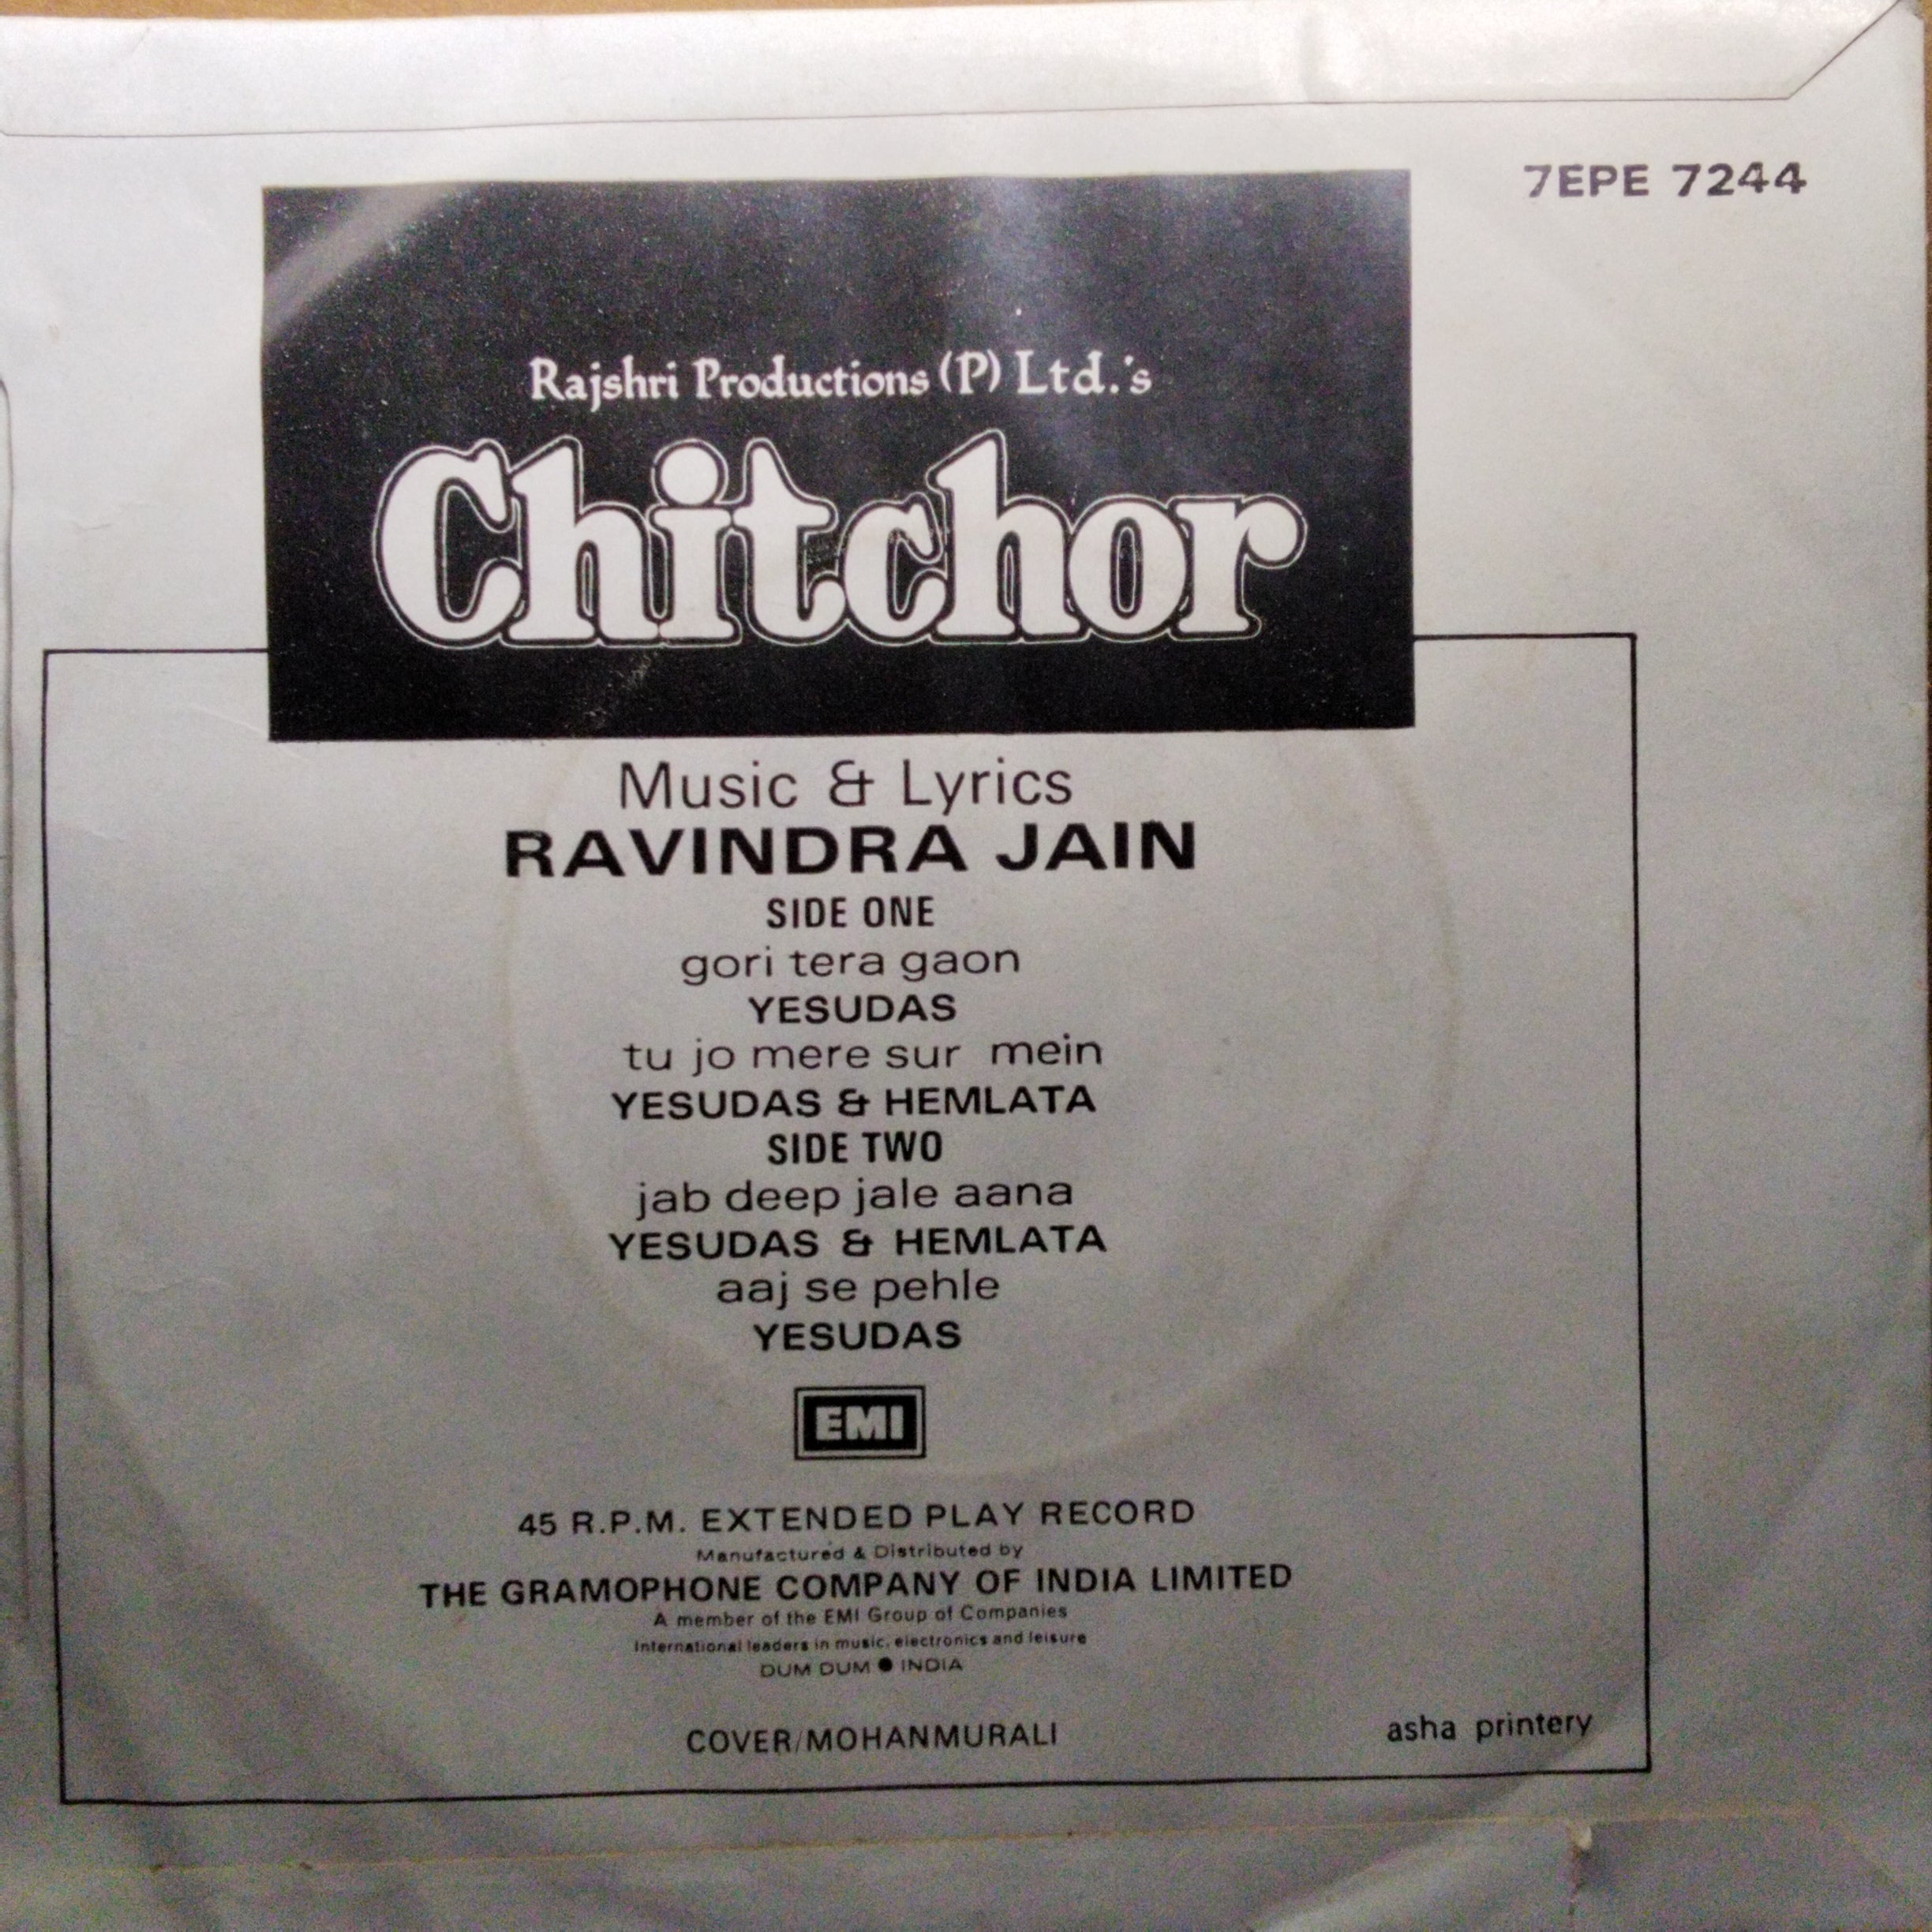 7EPE 7244
Rajshri Productions (P) Ltd.'s
Chitchor
Music & Lyrics
RAVINDRA JAIN
SIDE ONE
gori tera gaon
YESUDAS
tu jo mere sur mein
YESUDAS & HEMLATA
SIDE TWO
jab deep jale aana
YESUDAS & HEMLATA
aaj se pehle
YESUDAS
EMI
45 R.P.M. EXTENDED PLAY RECORD
Manufactured & Distributed by
THE GRAMOPHONE COMPANY OF INDIA LIMITED
A member of the EMI Group of Companies
International leaders in music, electronics and leisure
DUM DUM ● INDIA
COVER/MOHANMURALI
asha printery